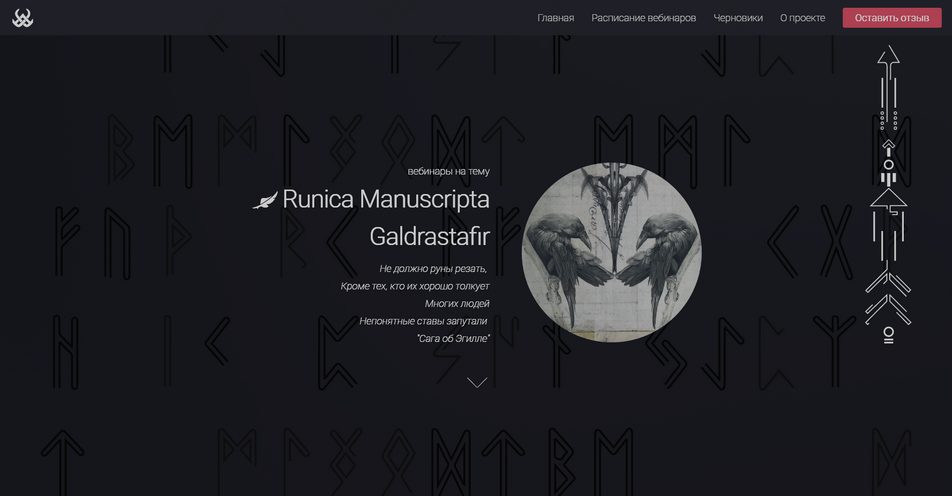 Главная
Расписание вебинаров
Черновики
О проекте
Оставить отзыв
вебинары на тему
Runica Manuscripta
Galdrastafir
Не должно руны резать,
Кроме тех, кто их хорошо толкует
Многих людей
Непонятные ставы запутали
"Сага об Эгилле"